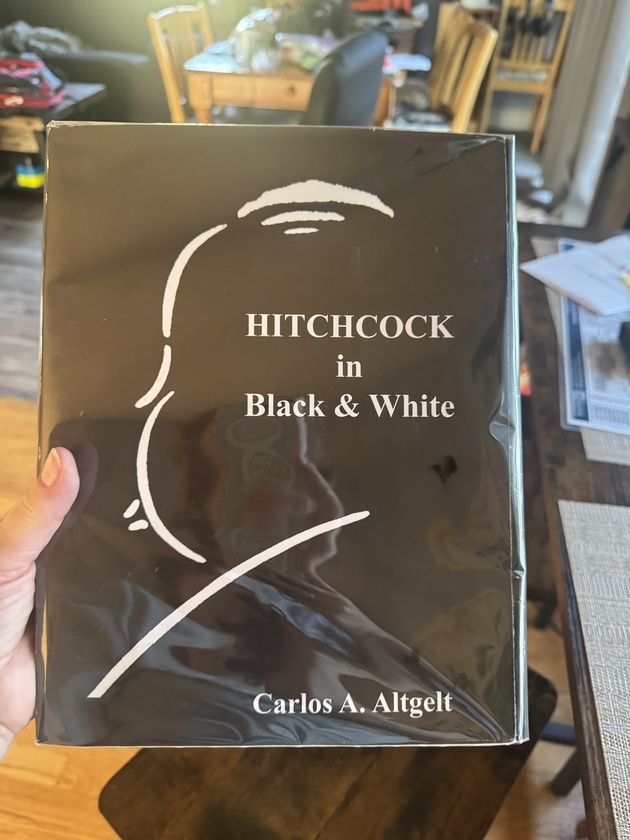 HITCHCOCK
in
Black & White
Carlos A. Altgelt